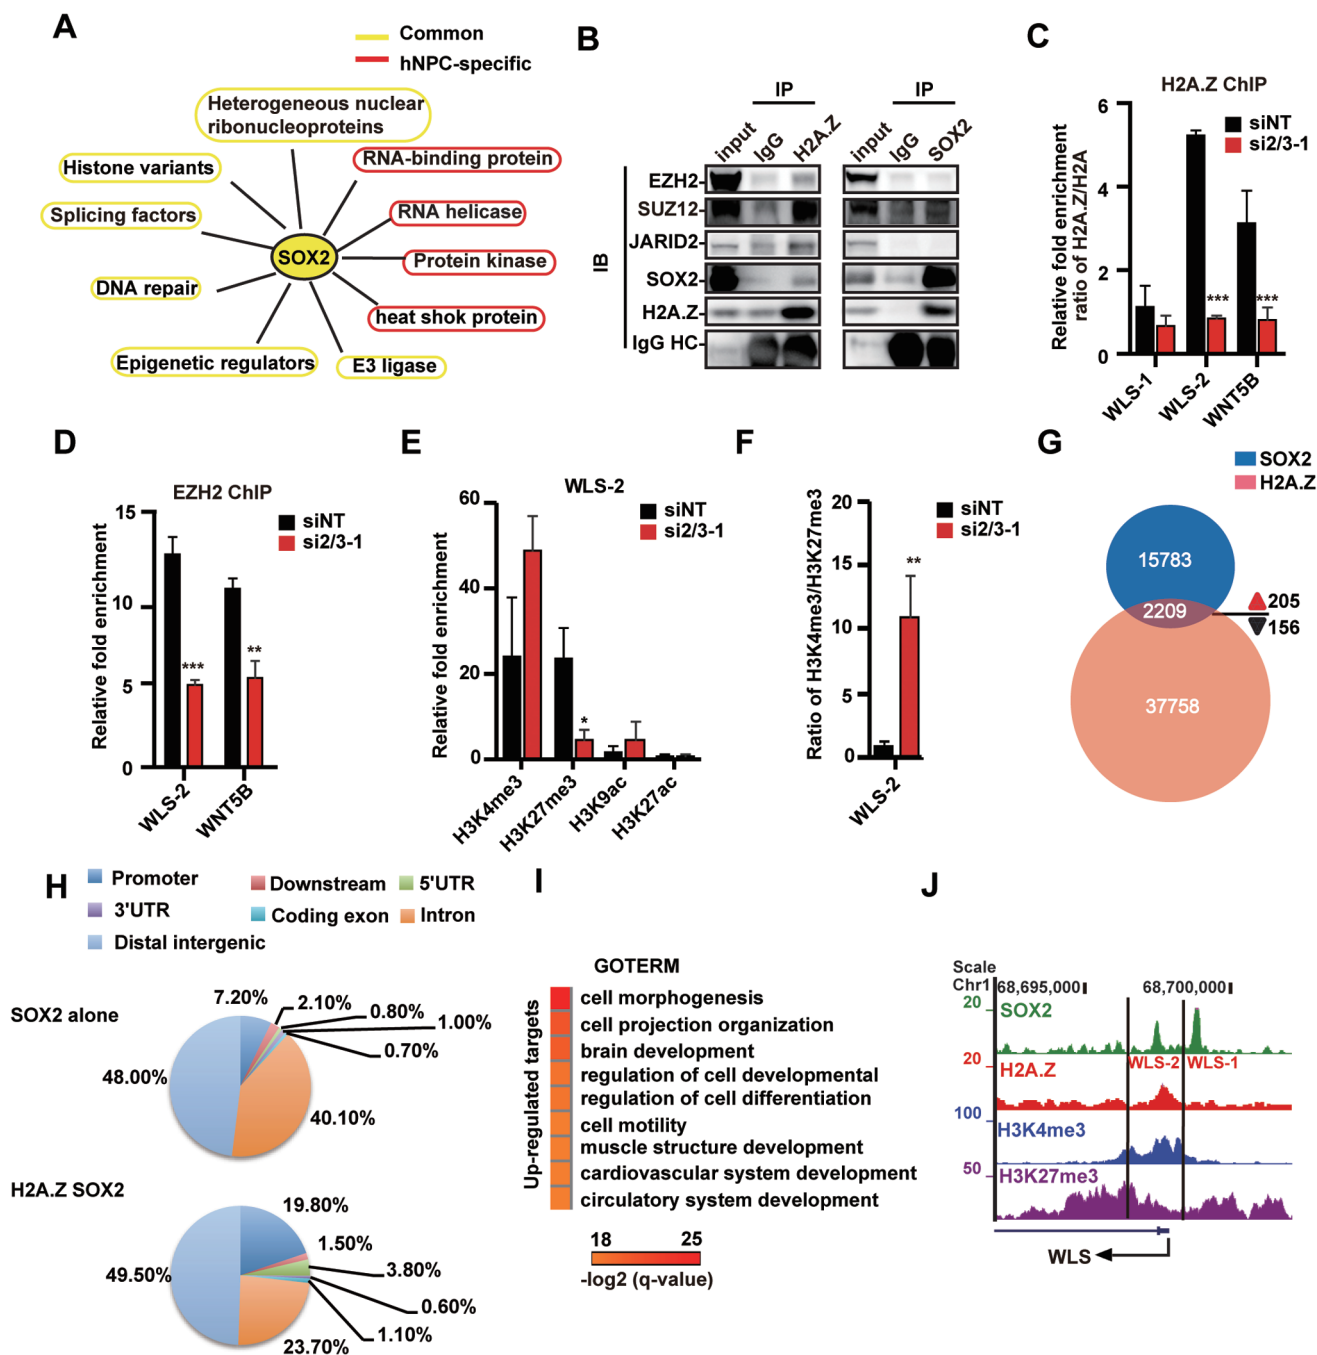 A
Common
hNPC-specific
Heterogeneous nuclear
ribonucleoproteins
Histone variants
RNA-binding protein
Splicing factors
RNA helicase
SOX2
Protein kinase
DNA repair
heat shok protein
Epigenetic regulators
E3 ligase
B
IP
IP
input
IgG
H2A.Z
input
IgG
SOX2
IB
EZH2
SUZ12
JARID2
SOX2
H2A.Z
IgG HC
C
H2A.Z ChIP
siNT
si2/3-1
Relative fold enrichment
ratio of H2A.Z/H2A
6
4
2
0
***
***
WLS-1
WLS-2
WNT5B
D
EZH2 ChIP
siNT
si2/3-1
Relative fold enrichment
15
10
5
0
***
**
WLS-2
WNT5B
E
WLS-2
siNT
si2/3-1
Relative fold enrichment
60
40
20
0
*
H3K4me3
H3K27me3
H3K9ac
H3K27ac
F
siNT
si2/3-1
Ratio of H3K4me3/H3K27me3
20
15
10
5
0
**
WLS-2
G
SOX2
H2A.Z
15783
2209
205
156
37758
H
Promoter
Downstream
5'UTR
3'UTR
Coding exon
Intron
Distal intergenic
SOX2 alone
7.20%
2.10%
0.80%
1.00%
0.70%
48.00%
40.10%
H2A.Z SOX2
19.80%
1.50%
3.80%
49.50%
0.60%
1.10%
23.70%
I
GOTERM
Up-regulated targets
cell morphogenesis
cell projection organization
brain development
regulation of cell developmental
regulation of cell differentiation
cell motility
muscle structure development
cardiovascular system development
circulatory system development
18 25
-log2 (q-value)
J
Scale
Chr1
68,695,000
68,700,000
20
SOX2
20
WLS-2
WLS-1
H2A.Z
100
H3K4me3
50
H3K27me3
WLS